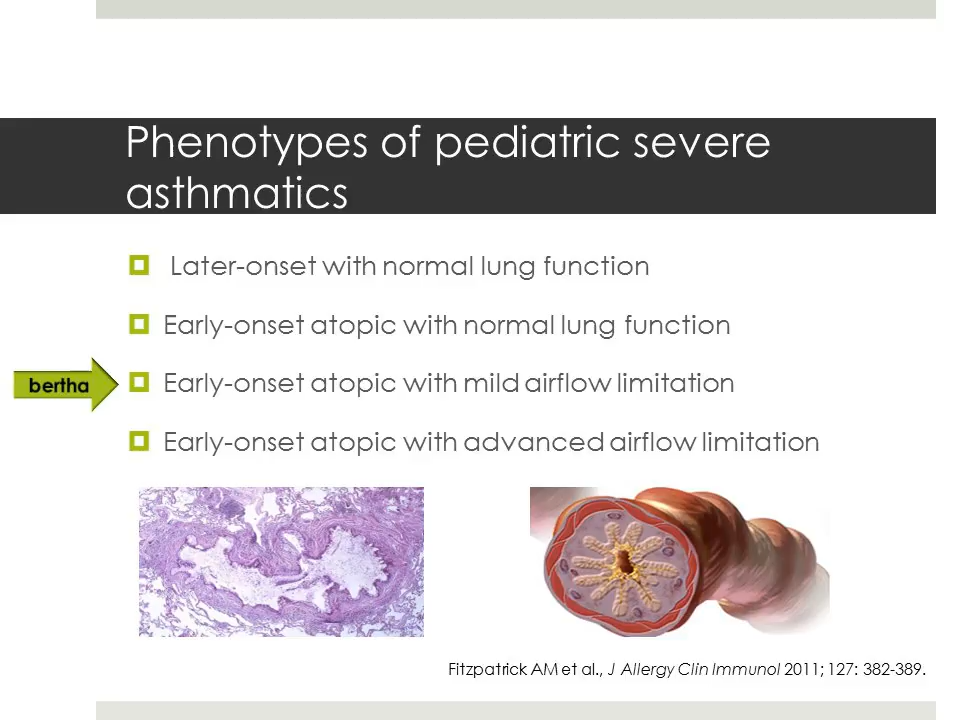 Phenotypes of pediatric severe
asthmatics
Later-onset with normal lung function
Early-onset atopic with normal lung function
bertha
Early-onset atopic with mild airflow limitation
Early-onset atopic with advanced airflow limitation
Fitzpatrick AM et al., J Allergy Clin Immunol 2011; 127: 382-389.